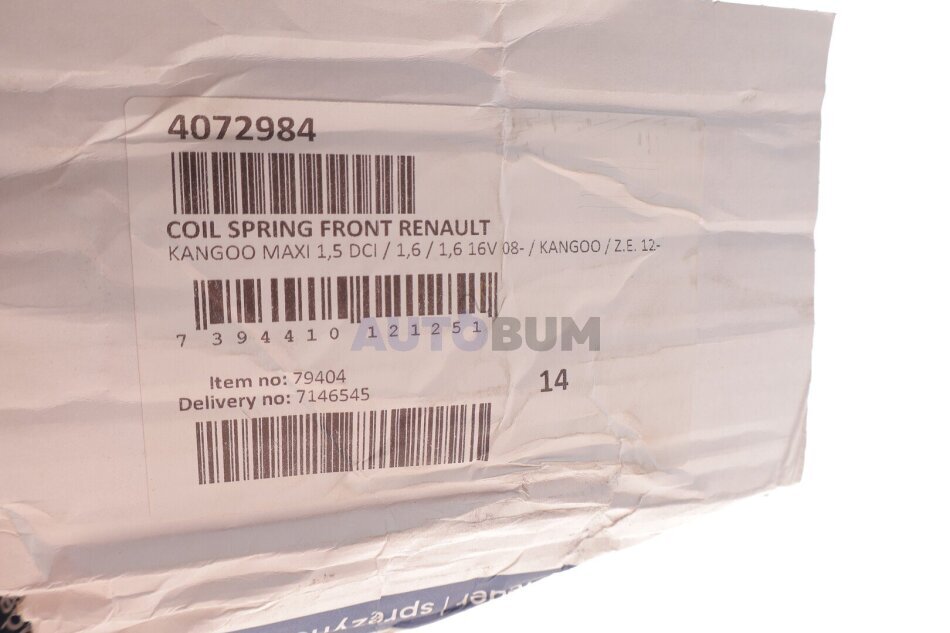 4072984
COIL SPRING FRONT RENAULT
KANGOO MAXI 1,5 DCI / 1,6 / 1,6 16V 08- / KANGOO / Z.E. 12-
7 394410 121251
AUTOBUM
Item no: 79404
14
Delivery no: 7146545